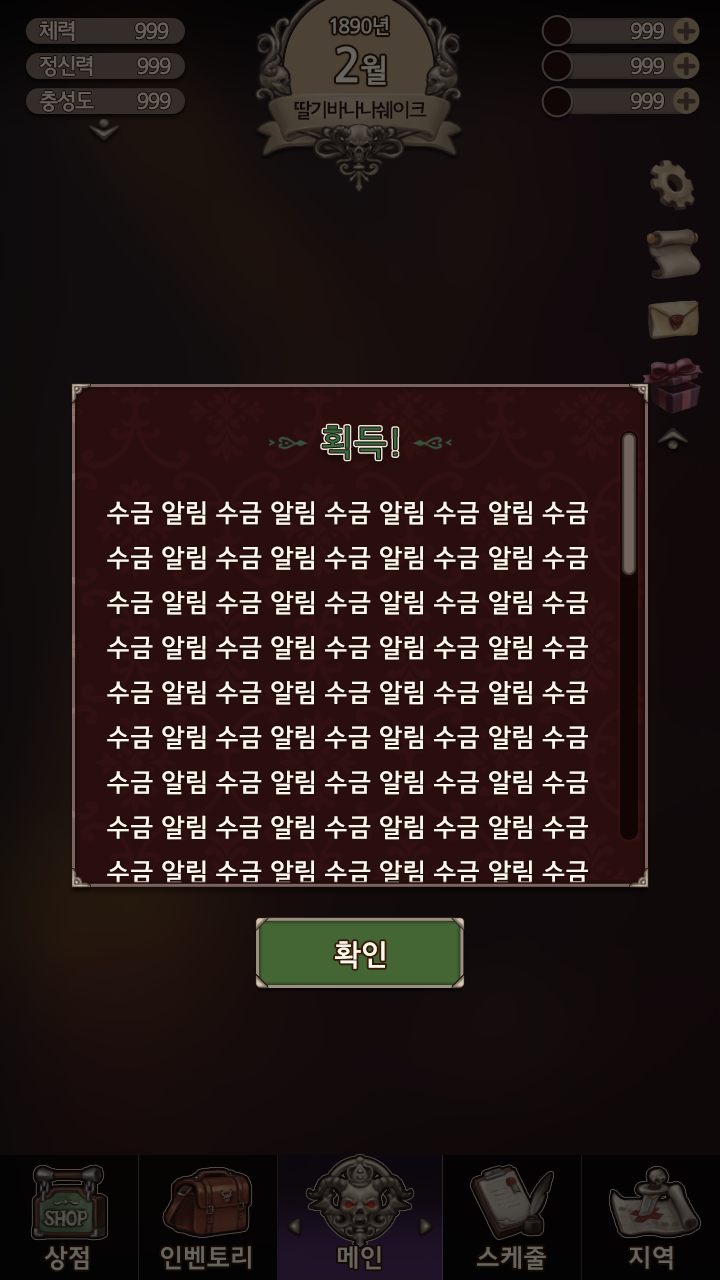 체력 999
정신력 999
충성도 999
1890년
2월
딸기바나나쉐이크
999
999
999
획득!
수금 알림 수금 알림 수금 알림 수금 알림 수금
수금 알림 수금 알림 수금 알림 수금 알림 수금
수금 알림 수금 알림 수금 알림 수금 알림 수금
수금 알림 수금 알림 수금 알림 수금 알림 수금
수금 알림 수금 알림 수금 알림 수금 알림 수금
수금 알림 수금 알림 수금 알림 수금 알림 수금
수금 알림 수금 알림 수금 알림 수금 알림 수금
수금 알림 수금 알림 수금 알림 수금 알림 수금
수금 알림 수금 알림 수금 알림 수금 알림 수금
확인
SHOP
상점 인벤토리 메인 스케줄 지역